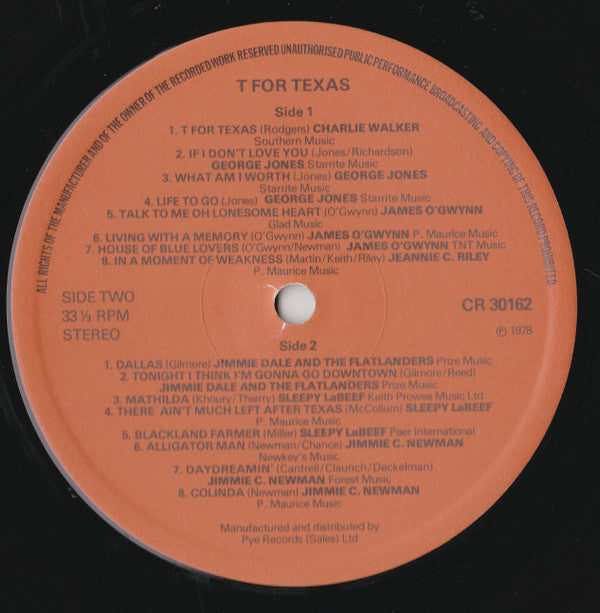 ALL RIGHTS OF THE MANUFACTURER AND OF THE OWNER OF THE RECORDED WORK RESERVED UNAUTHORISED PUBLIC PERFORMANCE BROADCASTING AND COPYING OF THIS RECORD PROHIBITED
T FOR TEXAS
Side 1
1. T FOR TEXAS (Rodgers) CHARLIE WALKER
Southern Music
2. IF I DON'T LOVE YOU (Jones/Richardson)
GEORGE JONES Starrite Music
3. WHAT AM I WORTH (Jones) GEORGE JONES
Starrite Music
4. LIFE TO GO (Jones) GEORGE JONES Starrite Music
5. TALK TO ME OH LONESOME HEART (O'Gwynn) JAMES O'GWYNN
Glad Music
6. LIVING WITH A MEMORY (O'Gwynn) JAMES O'GWYNN P. Maurice Music
7. HOUSE OF BLUE LOVERS (O'Gwynn/Newman) JAMES O'GWYNN TNT Music
8. IN A MOMENT OF WEAKNESS (Martin/Keith/Riley) JEANNIE C. RILEY
P. Maurice Music
SIDE TWO
33⅓ RPM
STEREO
CR 30162
℗ 1978
Side 2
1. DALLAS (Gilmore) JIMMIE DALE AND THE FLATLANDERS Prize Music
2. TONIGHT I THINK I'M GONNA GO DOWNTOWN (Gilmore/Reed)
JIMMIE DALE AND THE FLATLANDERS Prize Music
3. MATHILDA (Khoury/Thierry) SLEEPY LaBEEF Keith Prowse Music Ltd
4. THERE AIN'T MUCH LEFT AFTER TEXAS (McCollum) SLEEPY LaBEEF
P. Maurice Music
5. BLACKLAND FARMER (Miller) SLEEPY LaBEEF Peer International
6. ALLIGATOR MAN (Newman/Chance) JIMMIE C. NEWMAN
Newkey's Music
7. DAYDREAMIN' (Cantrell/Claunch/Deckelman)
JIMMIE C. NEWMAN Forest Music
8. COLINDA (Newman) JIMMIE C. NEWMAN
P. Maurice Music
Manufactured and distributed by
Pye Records (Sales) Ltd